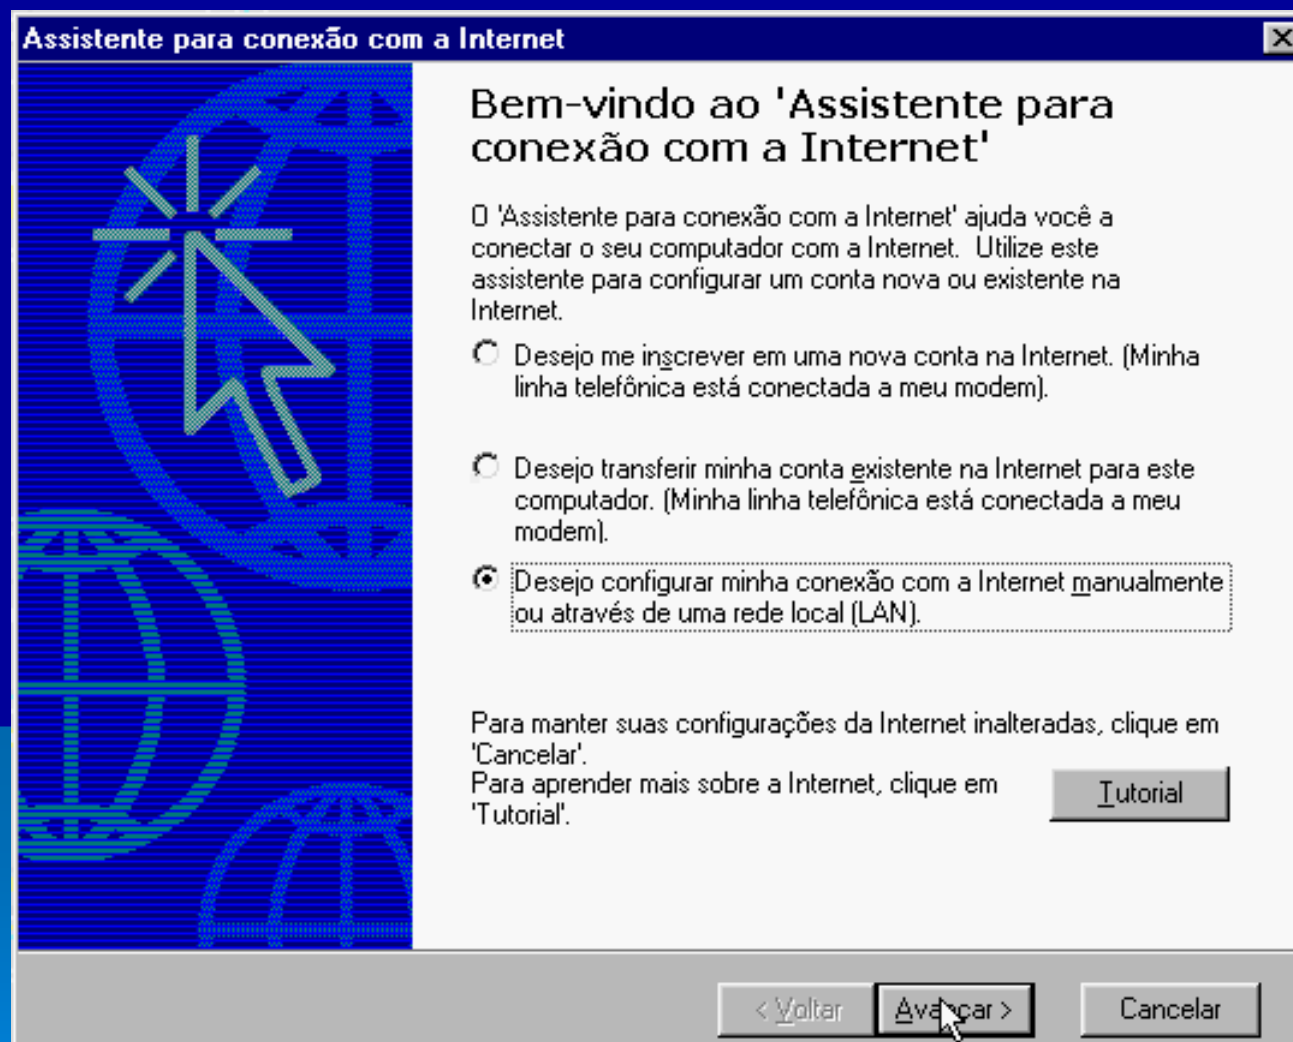 Assistente para conexão com a Internet
Bem-vindo ao 'Assistente para
conexão com a Internet'
O 'Assistente para conexão com a Internet' ajuda você a
conectar o seu computador com a Internet.  Utilize este
assistente para configurar um conta nova ou existente na
Internet.
Desejo me inscrever em uma nova conta na Internet. (Minha
linha telefônica está conectada a meu modem).
Desejo transferir minha conta existente na Internet para este
computador. (Minha linha telefônica está conectada a meu
modem).
Desejo configurar minha conexão com a Internet manualmente
ou através de uma rede local (LAN).
Para manter suas configurações da Internet inalteradas, clique em
'Cancelar'.
Para aprender mais sobre a Internet, clique em
'Tutorial'.
Tutorial
< Voltar
Avançar >
Cancelar